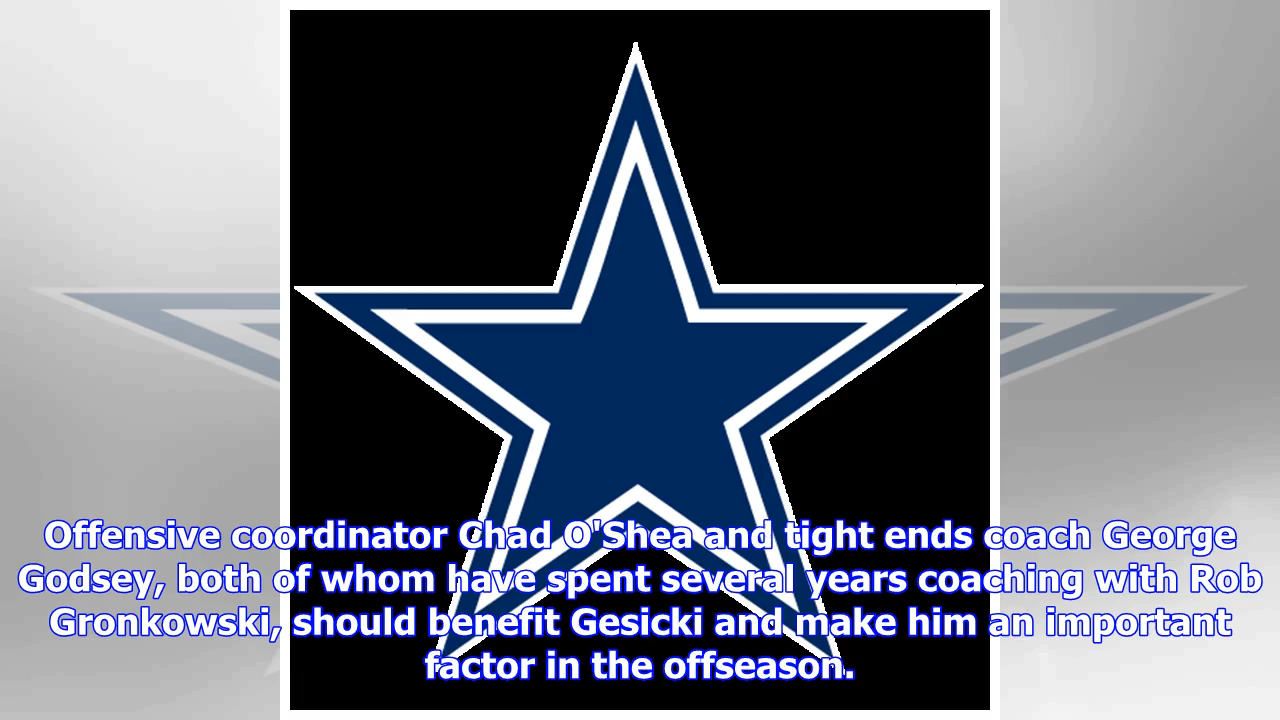 Offensive coordinator Chad O'Shea and tight ends coach George
Godsey, both of whom have spent several years coaching with Rob
Gronkowski, should benefit Gesicki and make him an important
factor in the offseason.